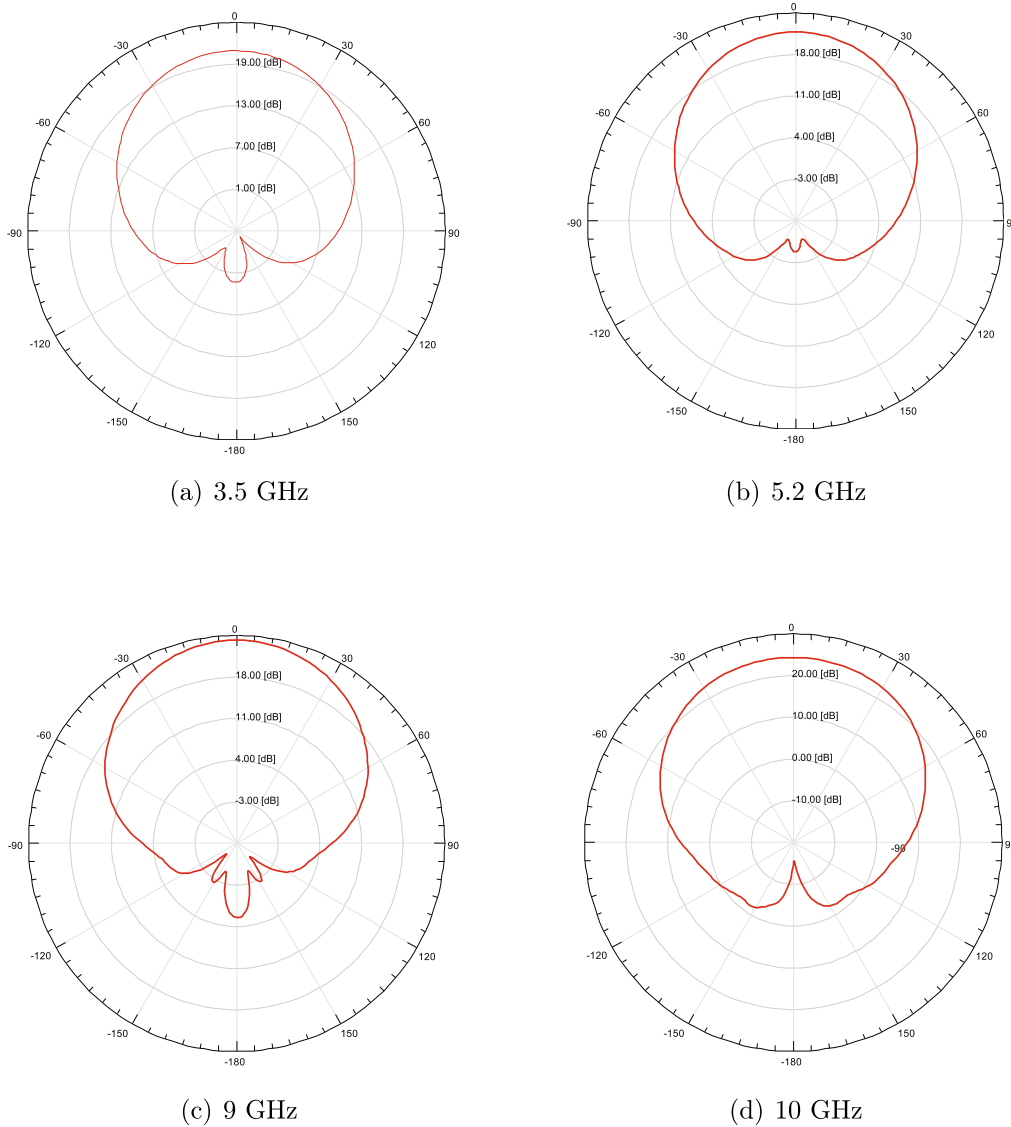 0
-30
30
19.00 [dB]
-60
60
13.00 [dB]
7.00 [dB]
1.00 [dB]
-90
90
-120
120
-150
150
-180
(a) 3.5 GHz
0
-30
30
18.00 [dB]
-60
60
11.00 [dB]
4.00 [dB]
-3.00 [dB]
-90
9
-120
120
-150
150
-180
(b) 5.2 GHz
0
-30
30
18.00 [dB]
-60
60
11.00 [dB]
4.00 [dB]
-3.00 [dB]
-90
90
-120
120
-150
150
-180
(c) 9 GHz
0
-30
30
20.00 [dB]
-60
60
10.00 [dB]
0.00 [dB]
-10.00 [dB]
-90
9
-120
120
-150
150
-180
(d) 10 GHz